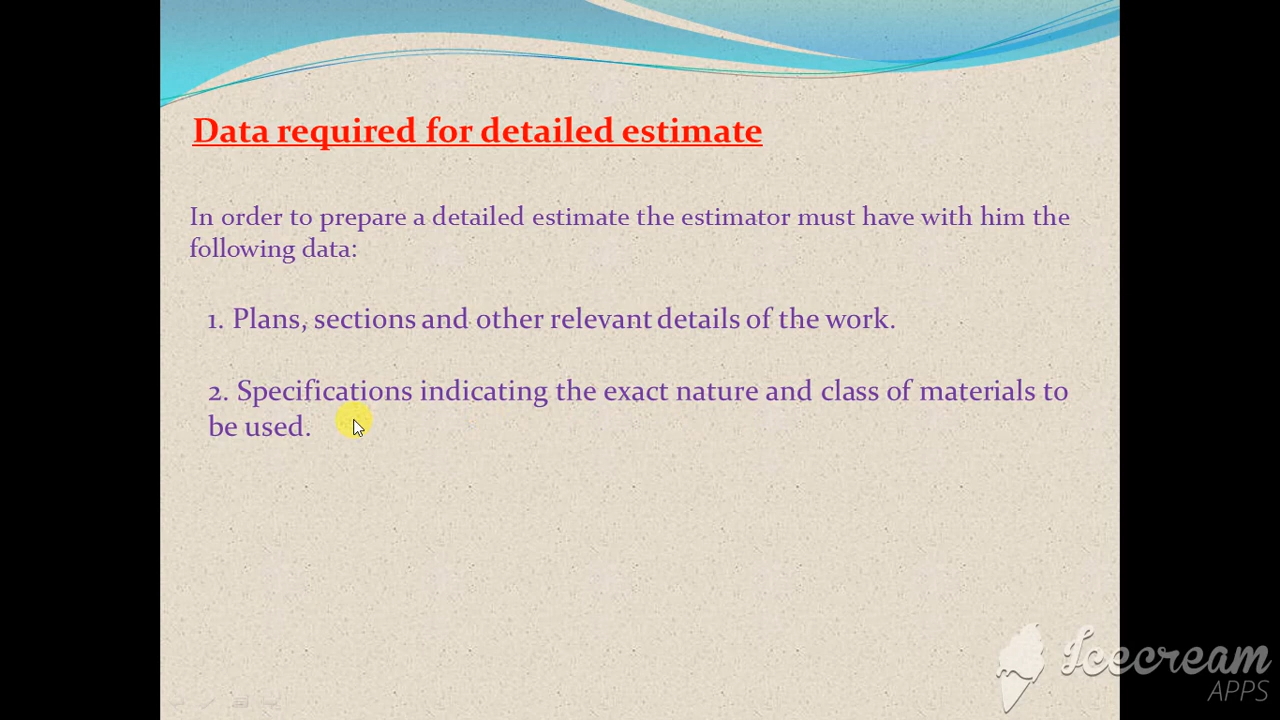 Data required for detailed estimate
In order to prepare a detailed estimate the estimator must have with him the
following data:
1. Plans, sections and other relevant details of the work.
2. Specifications indicating the exact nature and class of materials to
be used.
Icecream
APPS